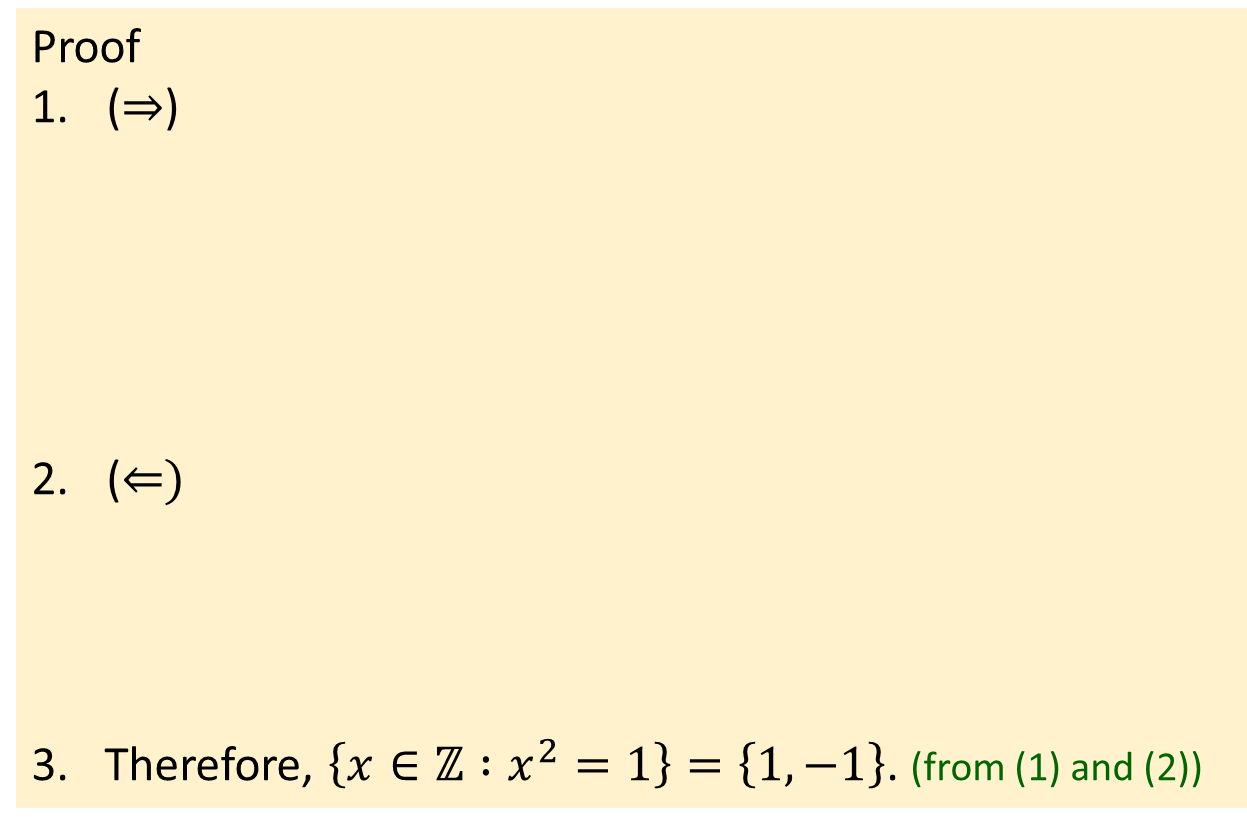 Proof
1. (⇒)
2. (⇐)
3. Therefore, {𝑥 ∈ ℤ : 𝑥² = 1} = {1, −1}. (from (1) and (2))